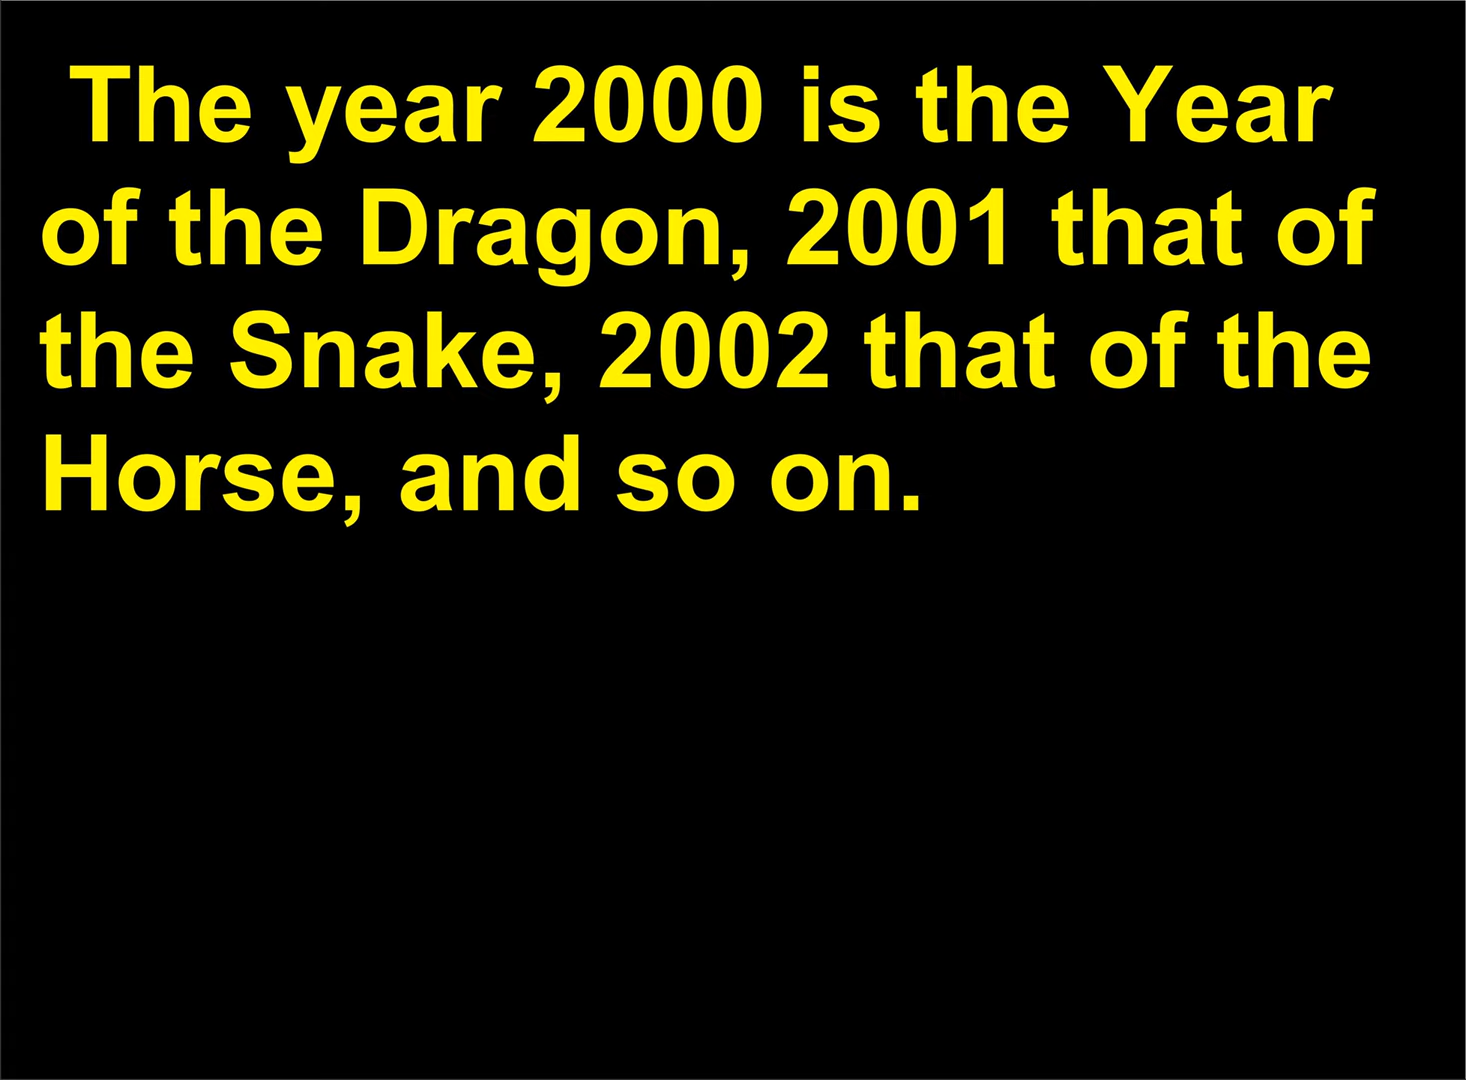 The year 2000 is the Year
of the Dragon, 2001 that of
the Snake, 2002 that of the
Horse, and so on.